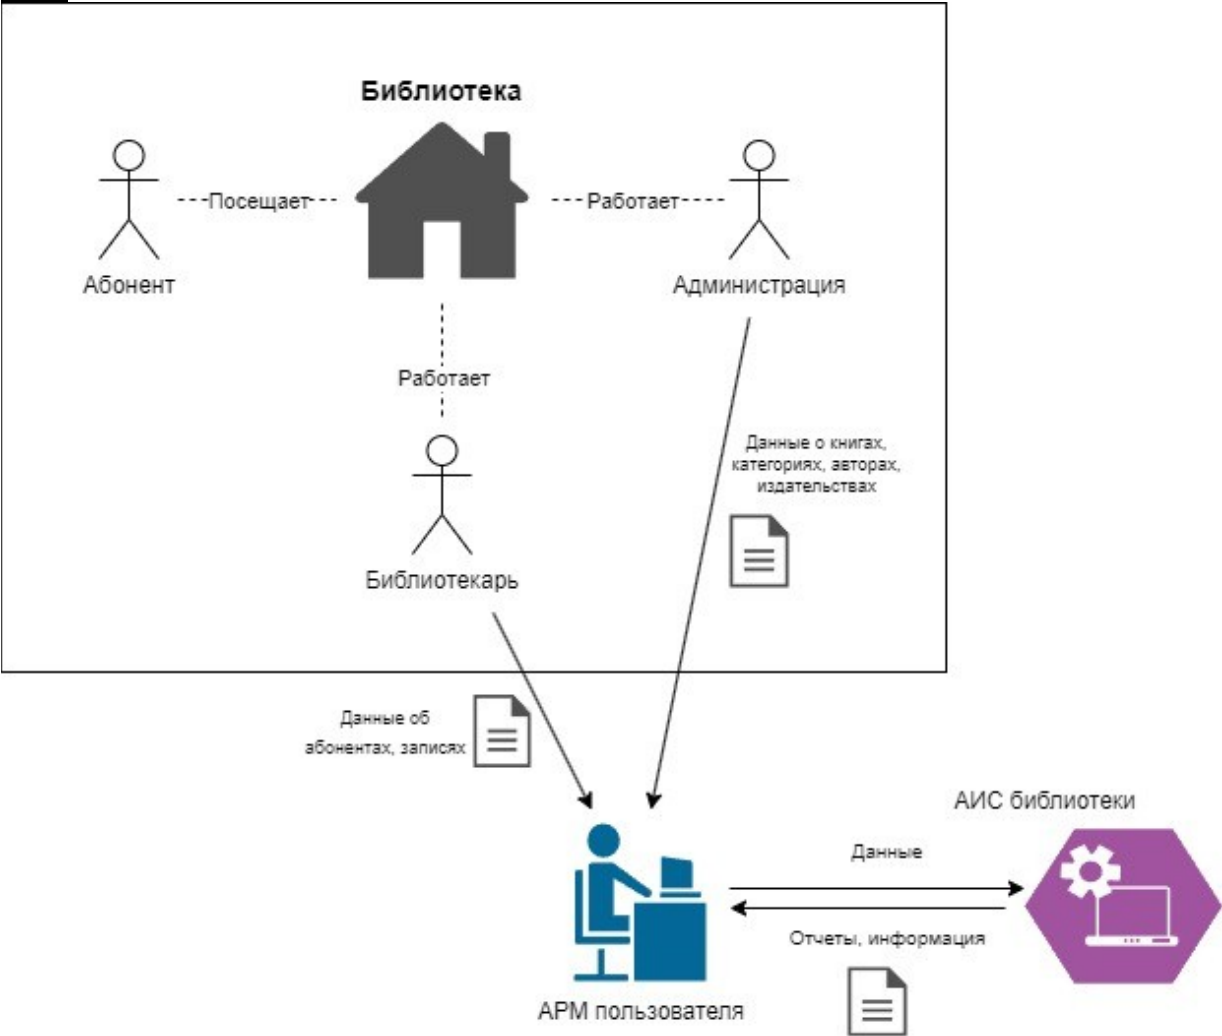 Библиотека
Посещает
Работает
Абонент
Администрация
Работает
Данные о книгах,
категориях, авторах,
издательствах
Библиотекарь
Данные об
абонентах, записях
АИС библиотеки
Данные
Отчеты, информация
АРМ пользователя